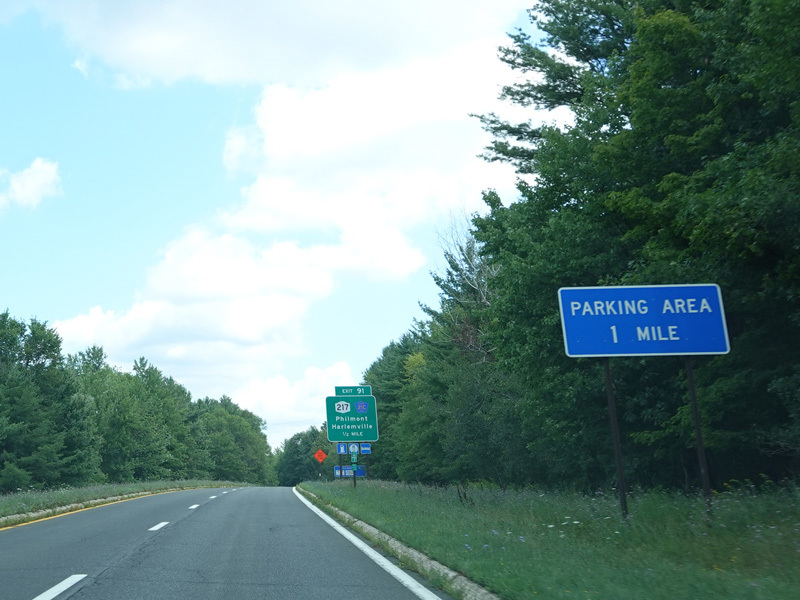 EXIT 91
217
Philmont
Harlemville
1/2 MILE
PARKING AREA
1 MILE